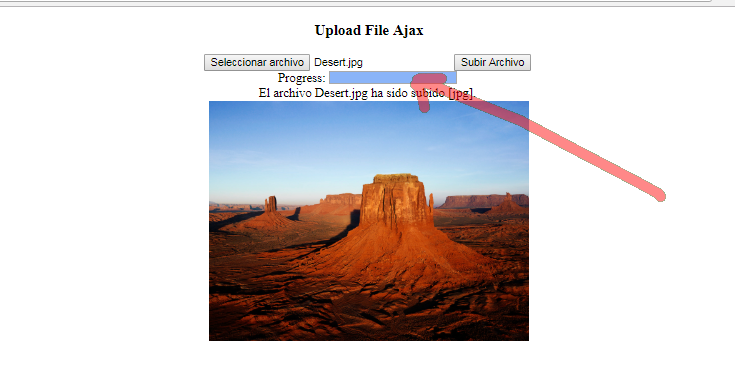 Upload File Ajax
Seleccionar archivo Desert.jpg Subir Archivo
Progress:
El archivo Desert.jpg ha sido subido [jpg].